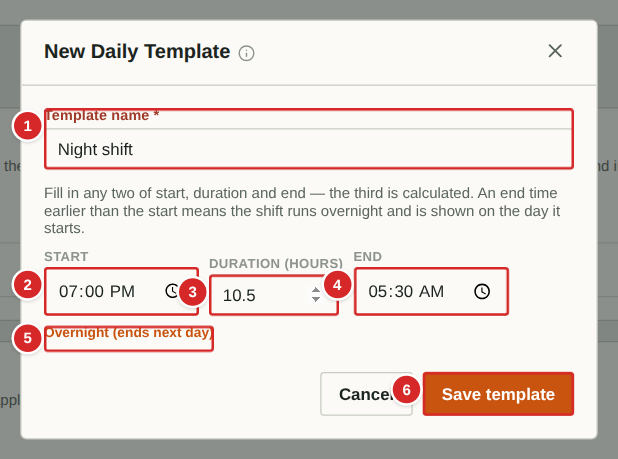 New Daily Template
Template name *
1
Night shift
Fill in any two of start, duration and end — the third is calculated. An end time
earlier than the start means the shift runs overnight and is shown on the day it
starts.
START
DURATION (HOURS)
END
2
07:00 PM
3
10.5
4
05:30 AM
5
Overnight (ends next day)
Cancel
6
Save template
the